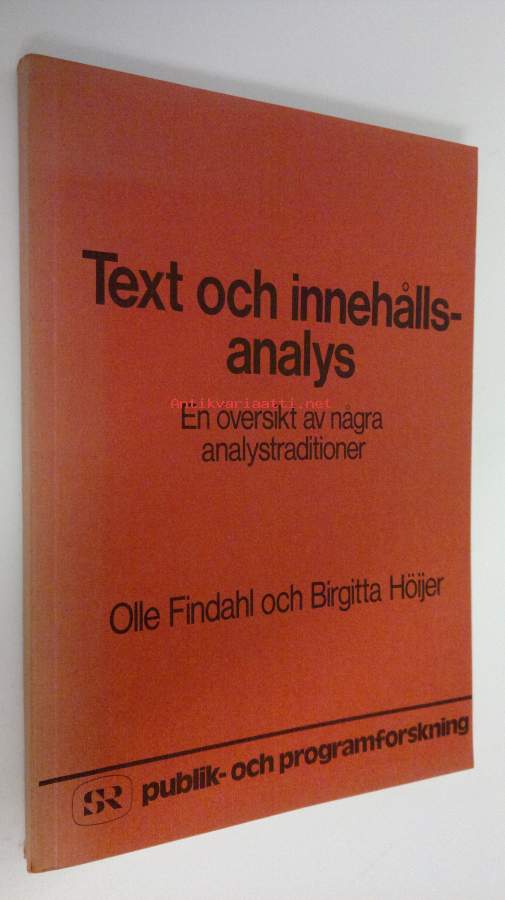 Text och innehålls-
analys
Antikvariaatti.net
En översikt av några
analystraditioner
Olle Findahl och Birgitta Höijer
SR publik- och programforskning